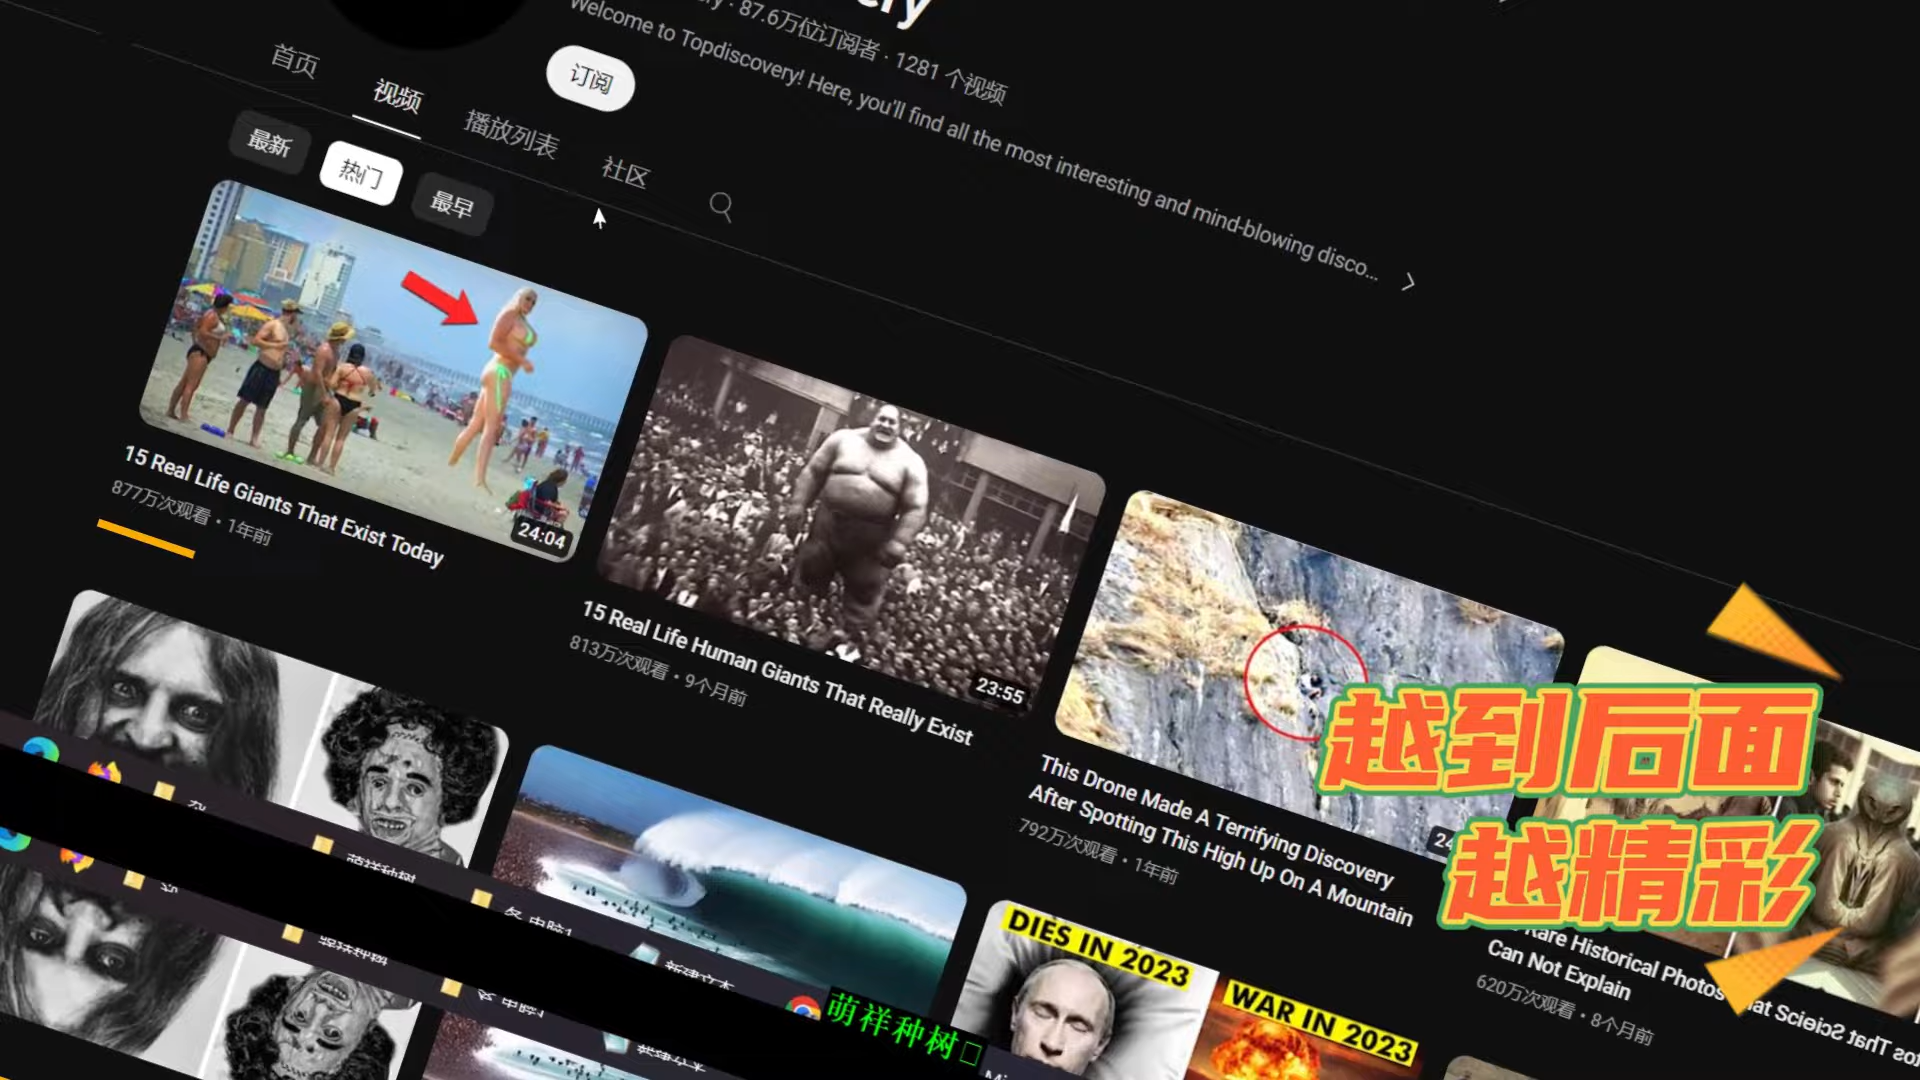 87.6万位订阅者 · 1281 个视频
Welcome to Topdiscovery! Here, you'll find all the most interesting and mind-blowing disco...
订阅
首页
视频
播放列表
社区
最新
热门
最早
24:04
15 Real Life Giants That Exist Today
877万次观看 · 1年前
23:55
15 Real Life Human Giants That Really Exist
813万次观看 · 9个月前
This Drone Made A Terrifying Discovery
After Spotting This High Up On A Mountain
792万次观看 · 1年前
越到后面
越精彩
Rare Historical Photos
Can Not Explain
620万次观看 · 8个月前
DIES IN 2023
WAR IN 2023
萌祥种树